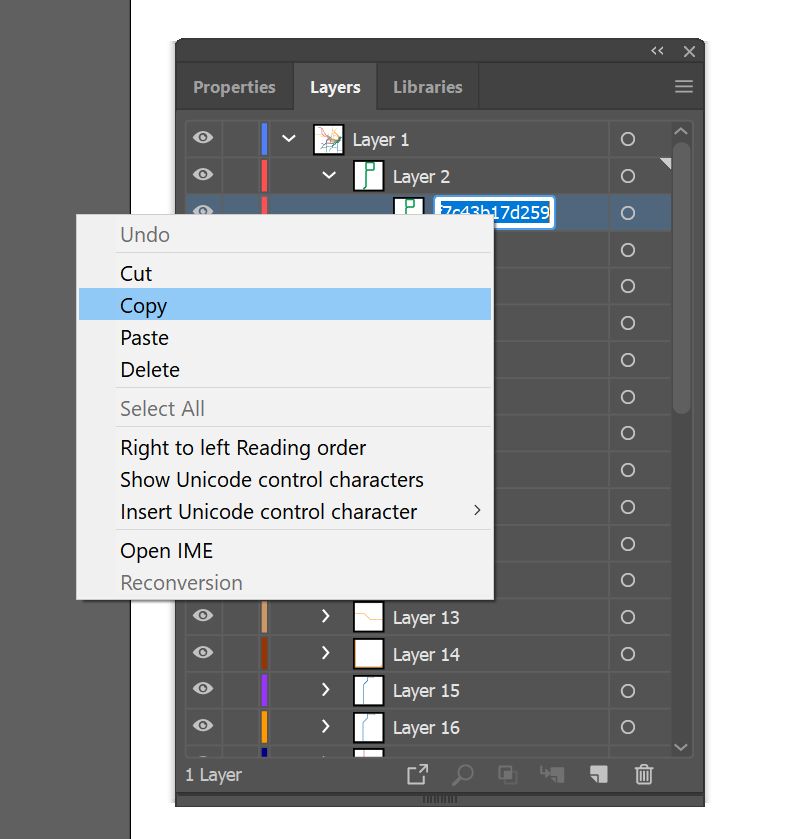 Properties
Layers
Libraries
Layer 1
Layer 2
7c43b17d259
Undo
Cut
Copy
Paste
Delete
Select All
Right to left Reading order
Show Unicode control characters
Insert Unicode control character
Open IME
Reconversion
Layer 13
Layer 14
Layer 15
Layer 16
1 Layer